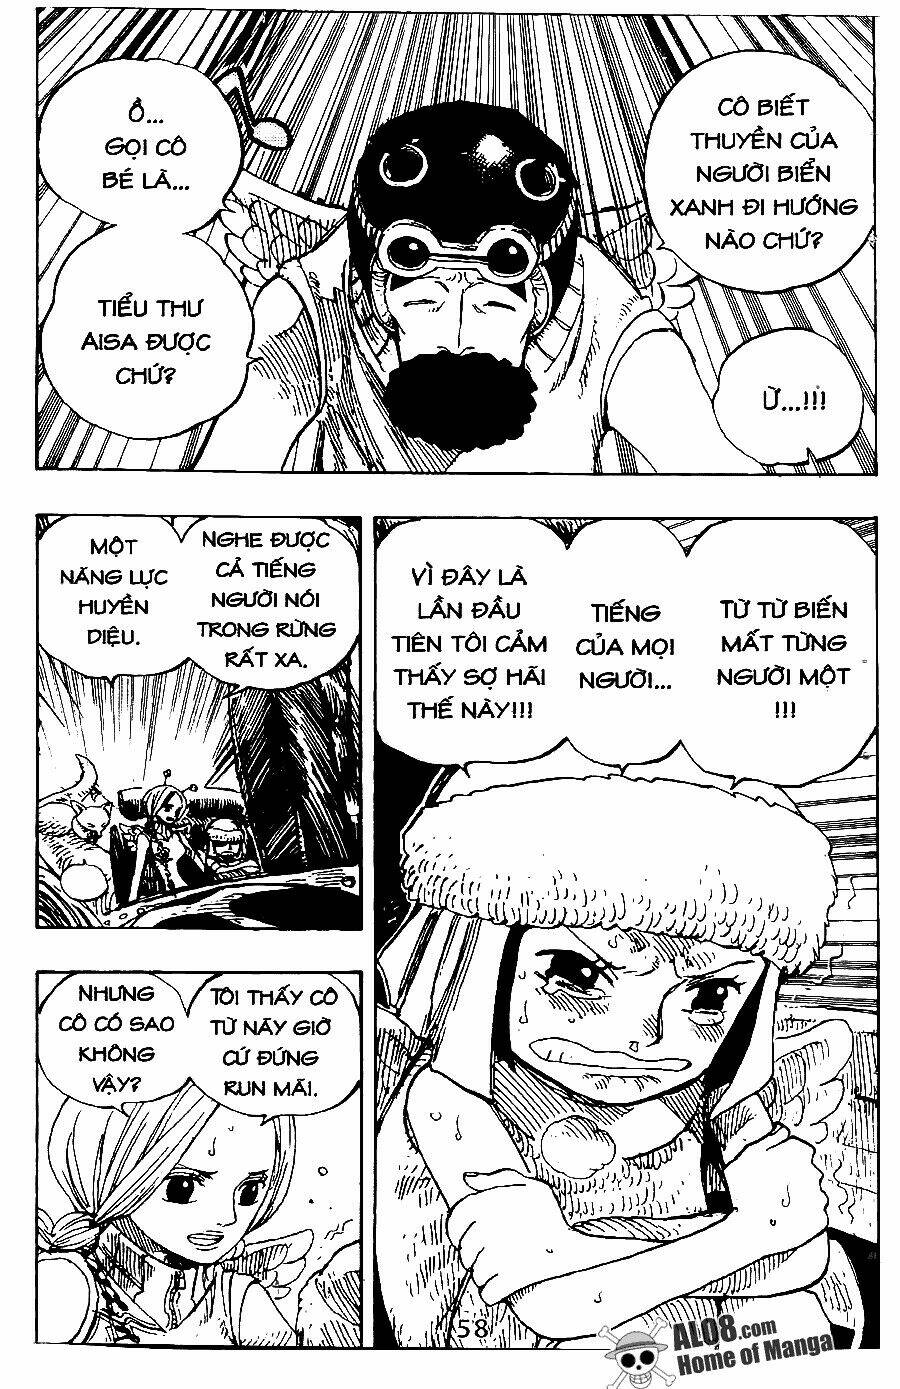 CÔ BIẾT
THUYỀN CỦA
NGƯỜI BIỂN
XANH ĐI HƯỚNG
NÀO CHỨ?
Ồ...
GỌI CÔ
BÉ LÀ...
TIỂU THƯ
AISA ĐƯỢC
CHỨ?
Ừ...!!!
NGHE ĐƯỢC
CẢ TIẾNG
NGƯỜI NÓI
TRONG RỪNG
RẤT XA.
MỘT
NĂNG LỰC
HUYỀN
DIỆU.
TỪ TỪ BIẾN
MẤT TỪNG
NGƯỜI MỘT
!!!
TIẾNG
CỦA MỌI
NGƯỜI...
VÌ ĐÂY LÀ
LẦN ĐẦU
TIÊN TÔI CẢM
THẤY SỢ HÃI
THẾ NÀY!!!
TÔI THẤY CÔ
TỪ NÃY GIỜ
CỨ ĐỨNG
RUN MÃI.
NHƯNG
CÔ CÓ SAO
KHÔNG
VẬY?
58
ALO8.com
Home of Manga